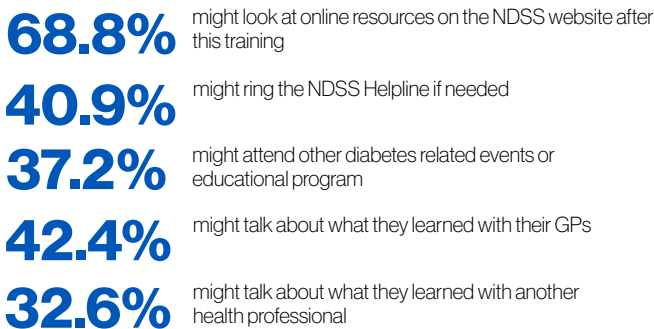 68.8%
might look at online resources on the NDSS website after
this training
40.9%
might ring the NDSS Helpline if needed
37.2%
might attend other diabetes related events or
educational program
42.4%
might talk about what they learned with their GPs
32.6%
might talk about what they learned with another
health professional